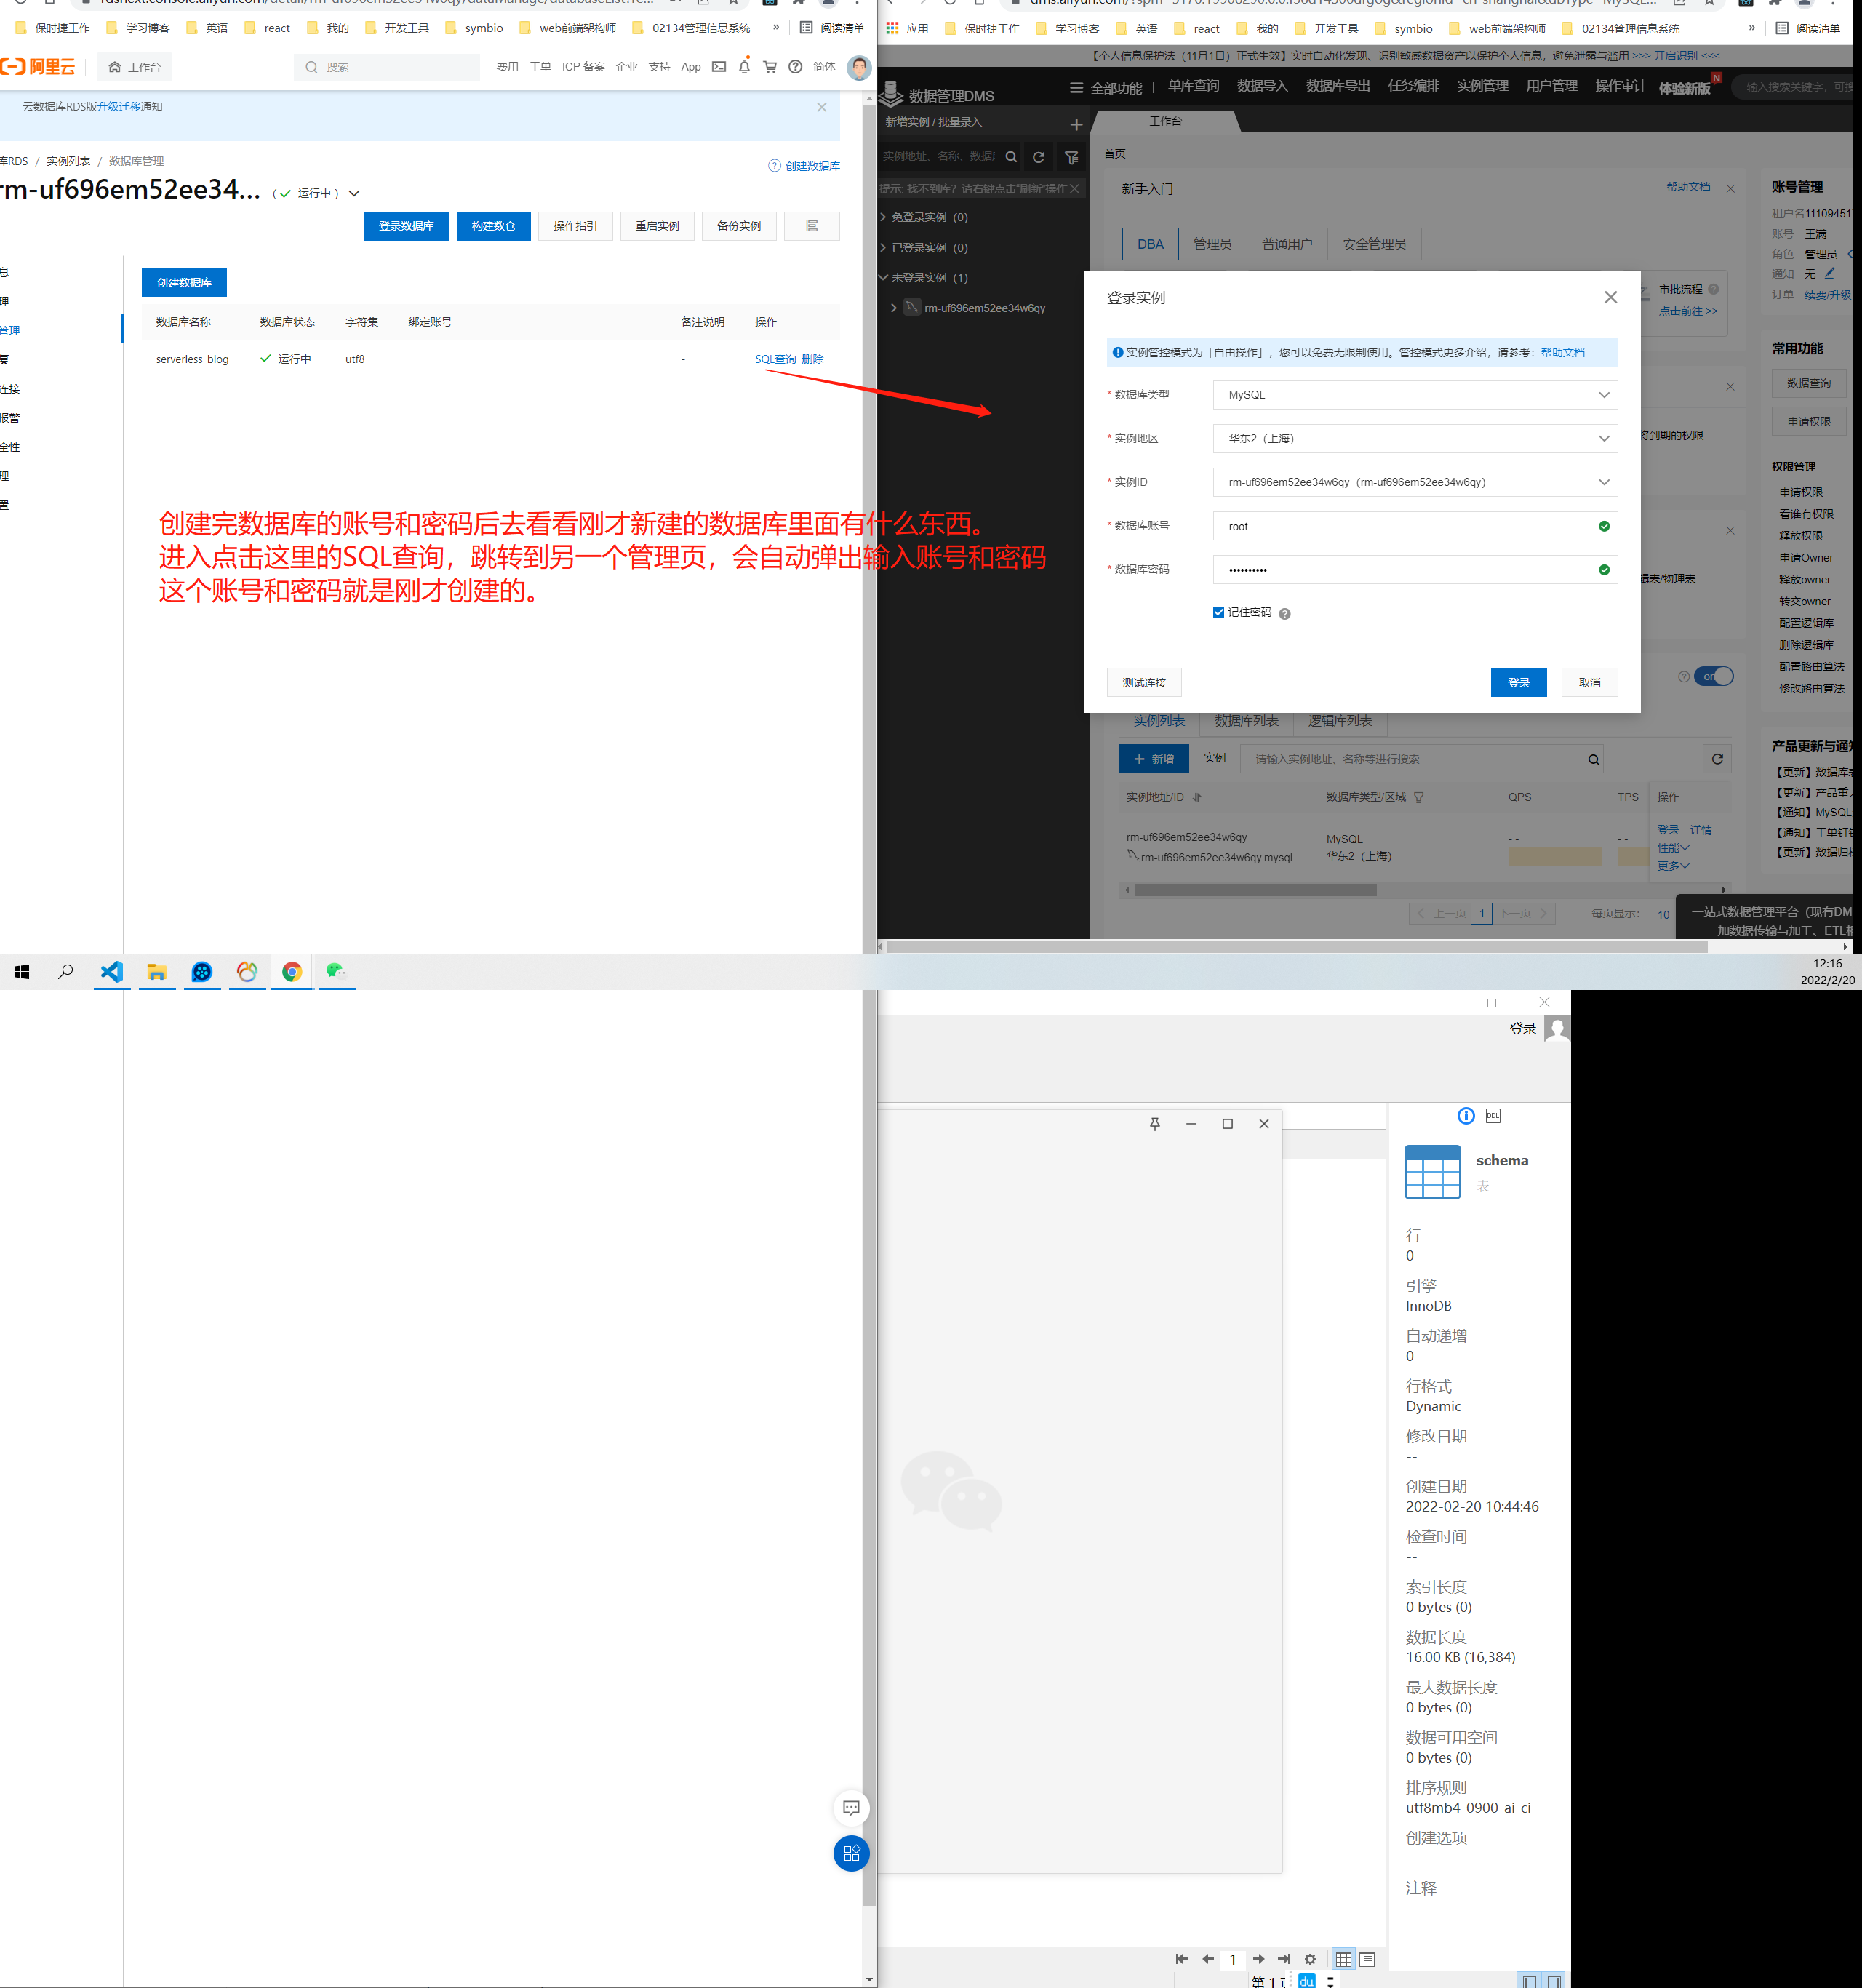 保时捷工作 学习博客 英语 react 我的 开发工具 symbio web前端架构师 02134管理信息系统 » 阅读清单
阿里云 工作台 搜索... 费用 工单 ICP 备案 企业 支持 App 简体
云数据库RDS版升级迁移通知
库RDS / 实例列表 / 数据库管理
创建数据库
rm-uf696em52ee34... ( 运行中 )
登录数据库 构建数仓 操作指引 重启实例 备份实例
创建数据库
数据库名称 数据库状态 字符集 绑定账号 备注说明 操作
serverless_blog 运行中 utf8 - SQL查询 删除
息
理
管理
复
连接
报警
全性
理
置
创建完数据库的账号和密码后去看看刚才新建的数据库里面有什么东西。
进入点击这里的SQL查询，跳转到另一个管理页，会自动弹出输入账号和密码
这个账号和密码就是刚才创建的。
应用 保时捷工作 学习博客 英语 react 我的 开发工具 symbio web前端架构师 02134管理信息系统 » 阅读清单
【个人信息保护法（11月1日）正式生效】实时自动化发现、识别敏感数据资产以保护个人信息，避免泄露与滥用 >>> 开启识别 <<<
数据管理DMS 全部功能 | 单库查询 数据导入 数据库导出 任务编排 实例管理 用户管理 操作审计 体验新版 N
新增实例 / 批量录入
工作台
实例地址、名称、数据库
首页
提示: 找不到库？请右键点击"刷新"操作
免登录实例（0）
已登录实例（0）
未登录实例（1）
rm-uf696em52ee34w6qy
新手入门 帮助文档
DBA 管理员 普通用户 安全管理员
审批流程
点击前往 >>
将到期的权限
登录实例
实例管控模式为「自由操作」，您可以免费无限制使用。管控模式更多介绍，请参考：帮助文档
* 数据库类型 MySQL
* 实例地区 华东2（上海）
* 实例ID rm-uf696em52ee34w6qy（rm-uf696em52ee34w6qy）
* 数据库账号 root
* 数据库密码 ••••••••••
记住密码
测试连接 登录 取消
辑表/物理表
on
实例列表 数据库列表 逻辑库列表
新增 实例 请输入实例地址、名称等进行搜索
实例地址/ID 数据库类型/区域 QPS TPS 操作
rm-uf696em52ee34w6qy MySQL -- -- 登录 详情
rm-uf696em52ee34w6qy.mysql.... 华东2（上海） 性能
更多
上一页 1 下一页 每页显示： 10
账号管理
租户名11109451
账号 王满
角色 管理员
通知 无
订单 续费/升级
常用功能
数据查询
申请权限
权限管理
申请权限
看谁有权限
释放权限
申请Owner
释放owner
转交owner
配置逻辑库
删除逻辑库
配置路由算法
修改路由算法
产品更新与通知
【更新】数据库
【更新】产品重大
【通知】MySQL
【通知】工单钉
【更新】数据归
一站式数据管理平台（现有DM
加数据传输与加工、ETL
12:16
2022/2/20
登录
DDL
schema
表
行
0
引擎
InnoDB
自动递增
0
行格式
Dynamic
修改日期
--
创建日期
2022-02-20 10:44:46
检查时间
--
索引长度
0 bytes (0)
数据长度
16.00 KB (16,384)
最大数据长度
0 bytes (0)
数据可用空间
0 bytes (0)
排序规则
utf8mb4_0900_ai_ci
创建选项
--
注释
--
1
第 1
du